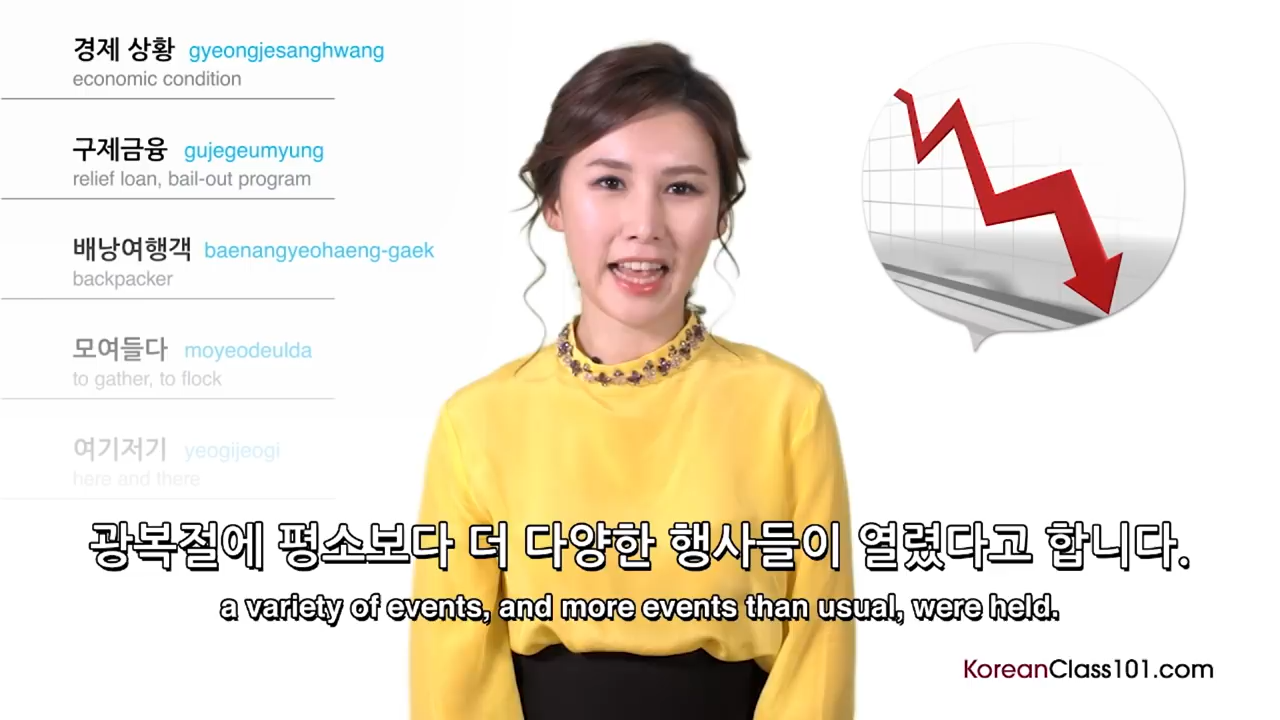 경제 상황 gyeongjesanghwang
economic condition
구제금융 gujegeumyung
relief loan, bail-out program
배낭여행객 baenangyeohaeng-gaek
backpacker
모여들다 moyeodeulda
to gather, to flock
여기저기 yeogijeogi
here and there
광복절에 평소보다 더 다양한 행사들이 열렸다고 합니다.
a variety of events, and more events than usual, were held.
KoreanClass101.com